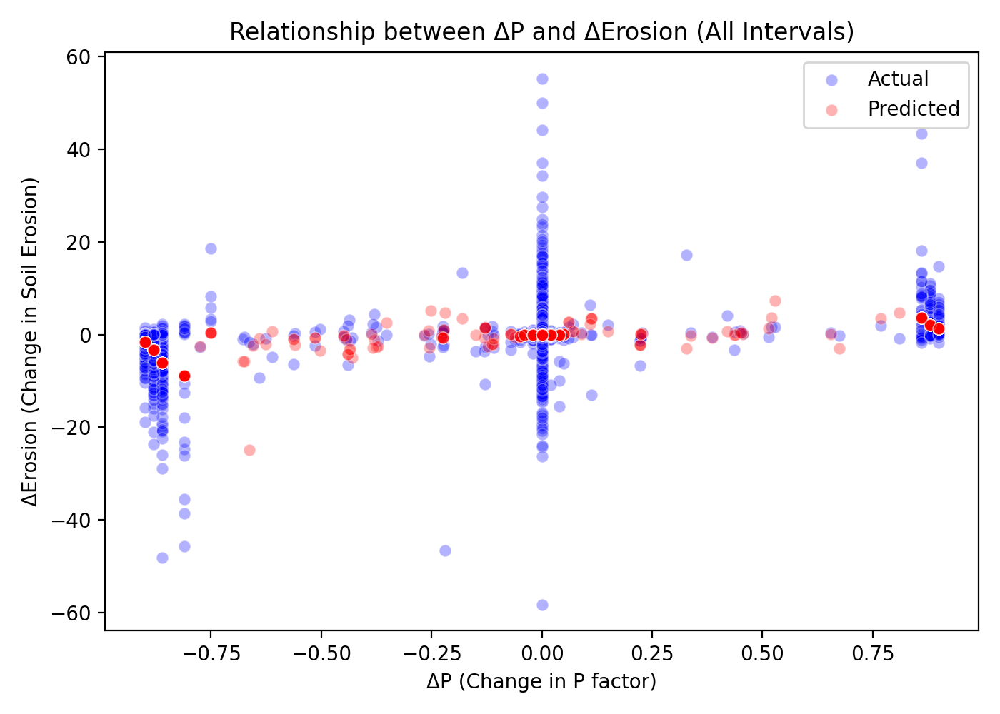 Relationship between ΔP and ΔErosion (All Intervals)
Actual
Predicted
ΔErosion (Change in Soil Erosion)
60
40
20
0
−20
−40
−60
−0.75 −0.50 −0.25 0.00 0.25 0.50 0.75
ΔP (Change in P factor)